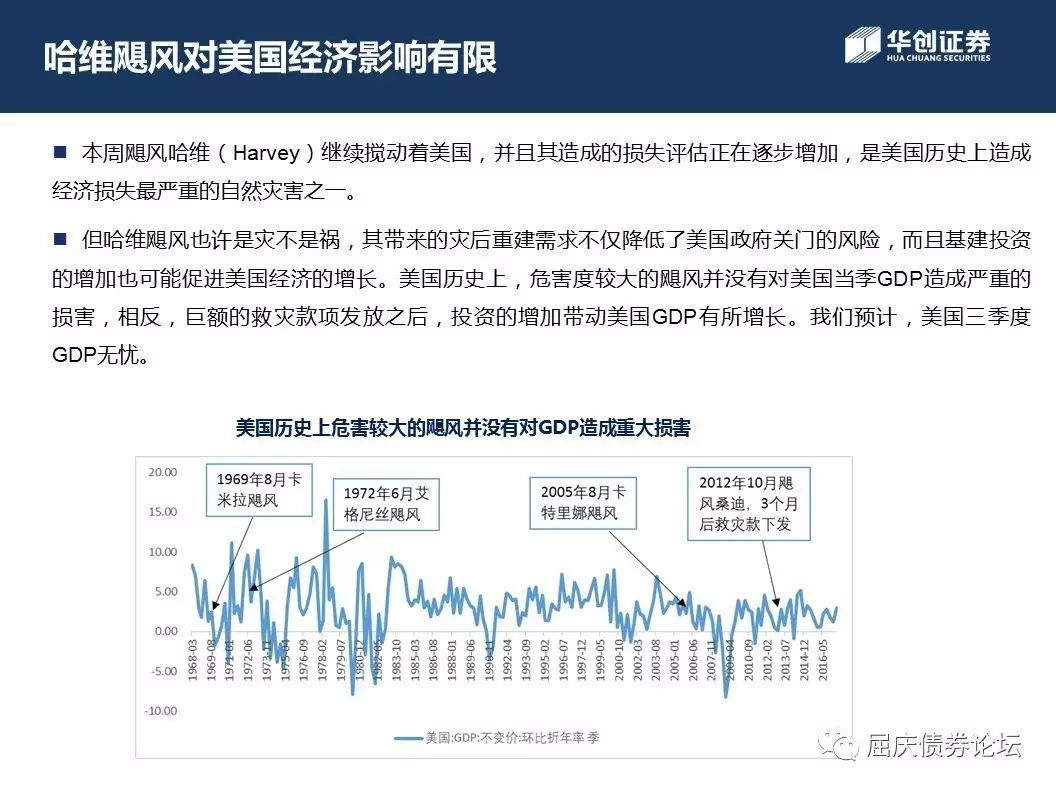 哈维飓风对美国经济影响有限
华创证券
HUA CHUANG SECURITIES
■ 本周飓风哈维（Harvey）继续搅动着美国，并且其造成的损失评估正在逐步增加，是美国历史上造成
经济损失最严重的自然灾害之一。
■ 但哈维飓风也许是灾不是祸，其带来的灾后重建需求不仅降低了美国政府关门的风险，而且基建投资
的增加也可能促进美国经济的增长。美国历史上，危害度较大的飓风并没有对美国当季GDP造成严重的
损害，相反，巨额的救灾款项发放之后，投资的增加带动美国GDP有所增长。我们预计，美国三季度
GDP无忧。
美国历史上危害较大的飓风并没有对GDP造成重大损害
20.00
15.00
10.00
5.00
0.00
-5.00
-10.00
1969年8月卡
米拉飓风
1972年6月艾
格尼丝飓风
2005年8月卡
特里娜飓风
2012年10月飓
风桑迪，3个月
后救灾款下发
1968-03
1969-08
1971-01
1972-06
1973-11
1975-04
1976-09
1978-02
1979-07
1980-12
1982-05
1983-10
1985-03
1986-08
1988-01
1989-06
1990-11
1992-04
1993-09
1995-02
1996-07
1997-12
1999-05
2000-10
2002-03
2003-08
2005-01
2006-06
2007-11
2009-04
2010-09
2012-02
2013-07
2014-12
2016-05
美国:GDP:不变价:环比折年率 季
屈庆债券论坛